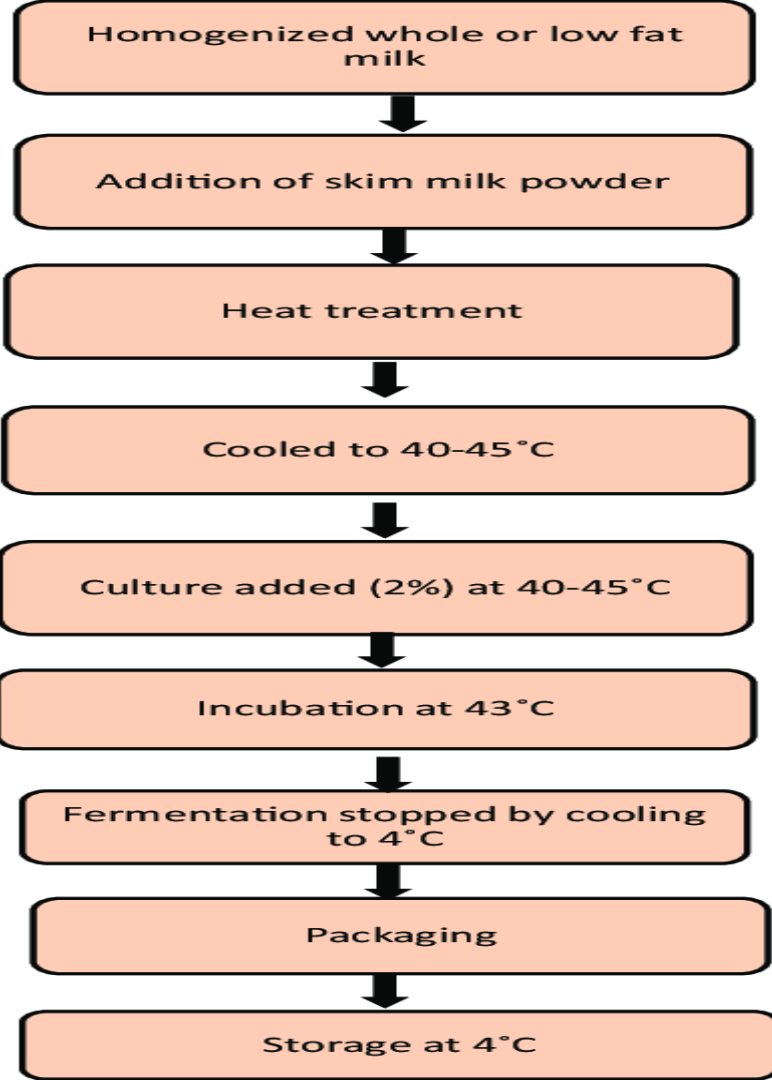 Homogenized whole or low fat
milk
Addition of skim milk powder
Heat treatment
Cooled to 40-45˚C
Culture added (2%) at 40-45˚C
Incubation at 43˚C
Fermentation stopped by cooling
to 4˚C
Packaging
Storage at 4˚C